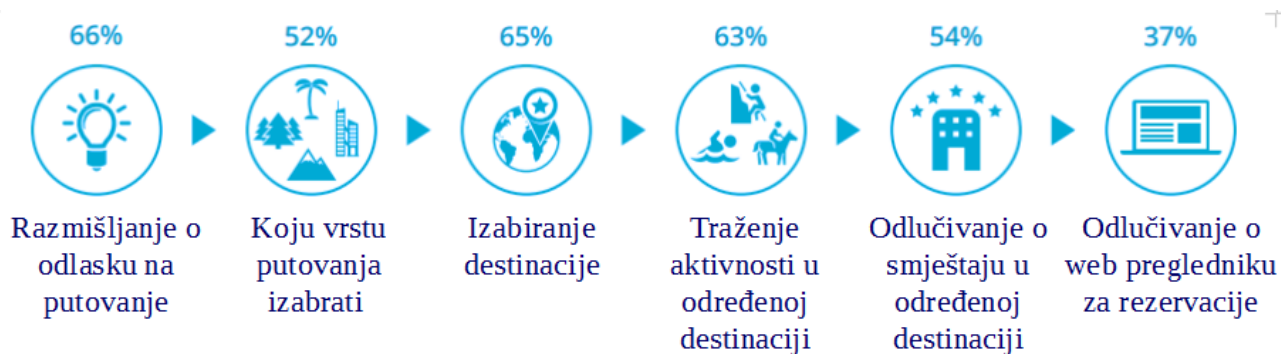 66%
52%
65%
63%
54%
37%
Razmišljanje o
odlasku na
putovanje
Koju vrstu
putovanja
izabrati
Izabiranje
destinacije
Traženje
aktivnosti u
određenoj
destinaciji
Odlučivanje o
smještaju u
određenoj
destinaciji
Odlučivanje o
web pregledniku
za rezervacije